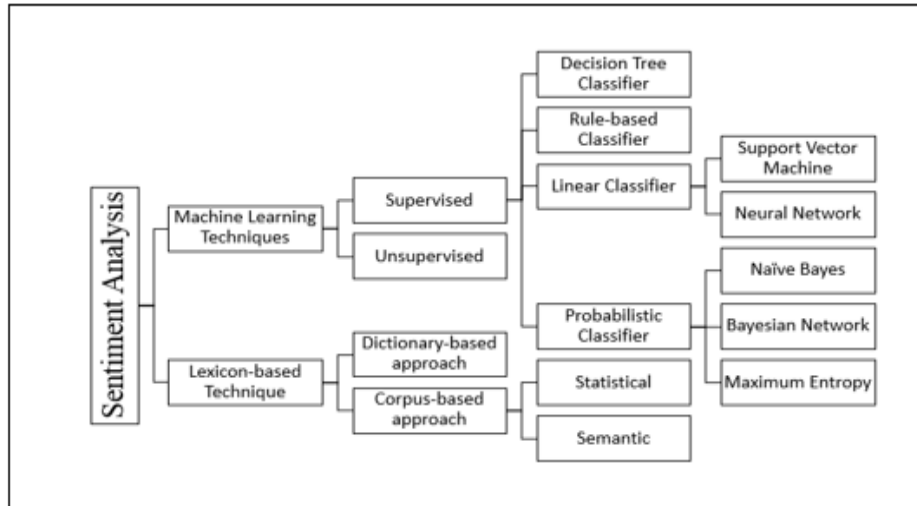 Sentiment Analysis
Machine Learning
Techniques
Lexicon-based
Technique
Supervised
Unsupervised
Dictionary-based
approach
Corpus-based
approach
Decision Tree
Classifier
Rule-based
Classifier
Linear Classifier
Probabilistic
Classifier
Statistical
Semantic
Support Vector
Machine
Neural Network
Naïve Bayes
Bayesian Network
Maximum Entropy